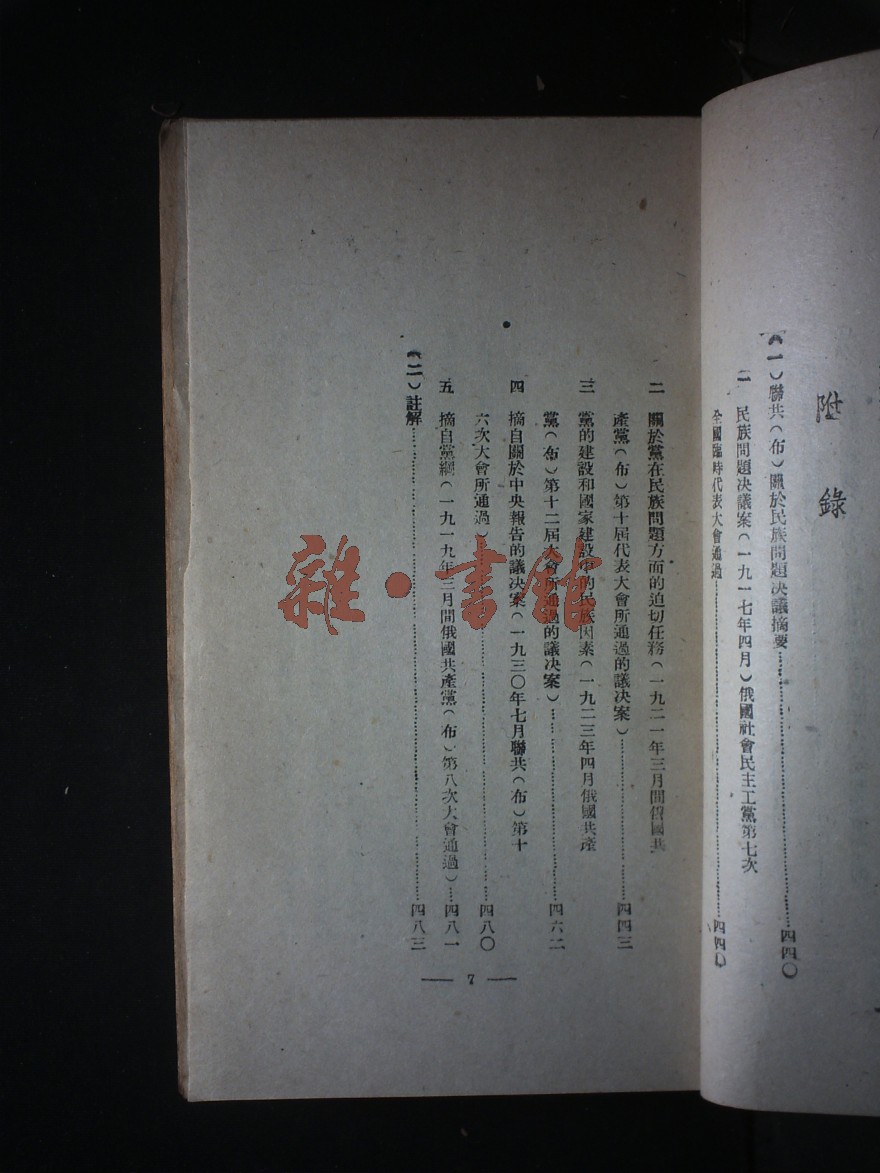 附錄
(一)聯共(布)關於民族問題决議摘要……四四〇
民族問題决議案(一九一七年四月)俄國社會民主工黨第七次
全國臨時代表大會通過……四四〇
二 關於黨在民族問題方面的迫切任務(一九二一年三月間俄國共
產黨(布)第十屆代表大會所通過的議决案)……四四三
三 黨的建設和國家建設中的民族因素(一九二三年四月俄國共產
黨(布)第十二屆大會所通過的議决案)……四六二
四 摘自關於中央報告的議决案(一九三〇年七月聯共(布)第十
六次大會所通過)……四八〇
五 摘自黨綱(一九一九年三月間俄國共產黨(布)第八次大會通過)……四八一
(二)註解……四八三
— 7 —
雜·書館